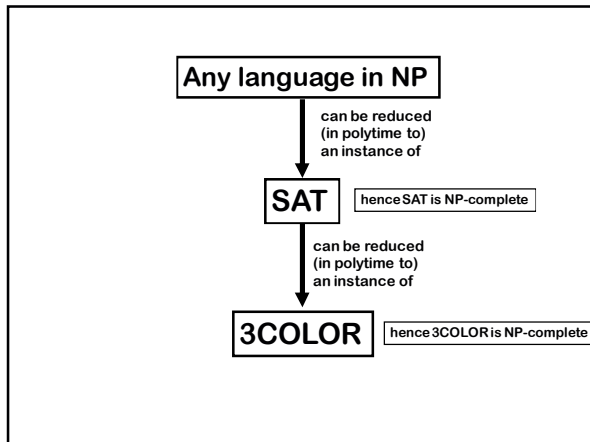 Any language in NP
can be reduced
(in polytime to)
an instance of
SAT
hence SAT is NP-complete
can be reduced
(in polytime to)
an instance of
3COLOR
hence 3COLOR is NP-complete